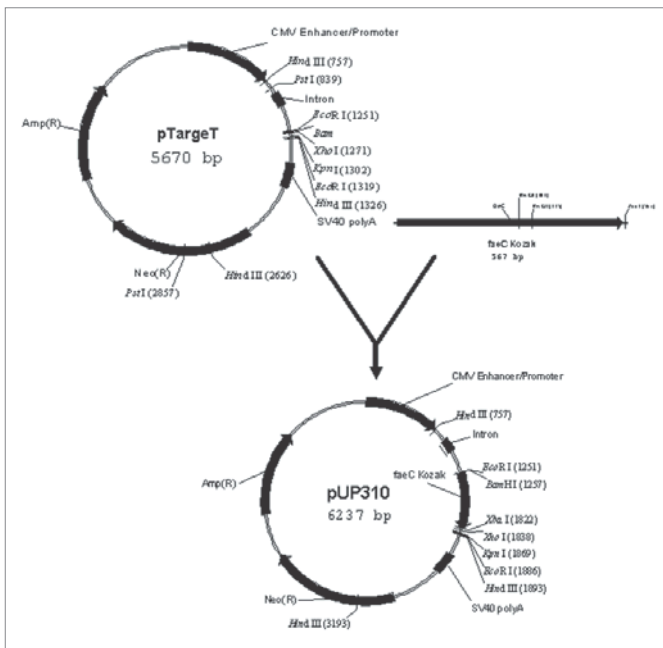 CMV Enhancer/Promoter
Hind III (757)
Pst I (839)
Intron
EcoR I (1251)
Bam
Xho I (1271)
Kpn I (1302)
EcoR I (1319)
Hind III (1326)
SV40 polyA
Amp(R)
pTargeT
5670 bp
Neo(R)
Pst I (2857)
Hind III (2626)
faeC Kozak
567 bp
CMV Enhancer/Promoter
Hind III (757)
Intron
EcoR I (1251)
faeC Kozak
BamHI (1257)
Amp(R)
pUP310
6237 bp
Xba I (1822)
Xho I (1838)
Kpn I (1869)
EcoR I (1886)
Hind III (1893)
SV40 polyA
Neo(R)
Hind III (3193)